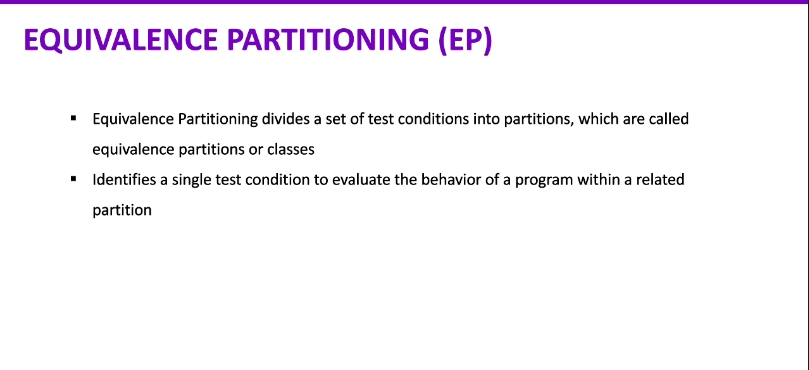 EQUIVALENCE PARTITIONING (EP)
▪ Equivalence Partitioning divides a set of test conditions into partitions, which are called
equivalence partitions or classes
▪ Identifies a single test condition to evaluate the behavior of a program within a related
partition